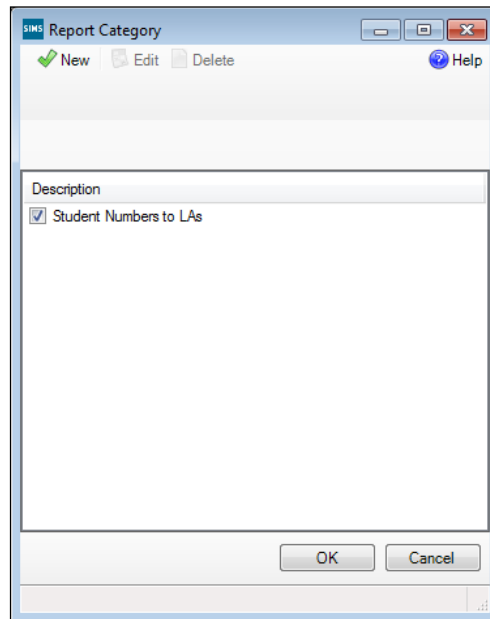 SIMS Report Category
New Edit Delete Help
Description
Student Numbers to LAs
OK Cancel